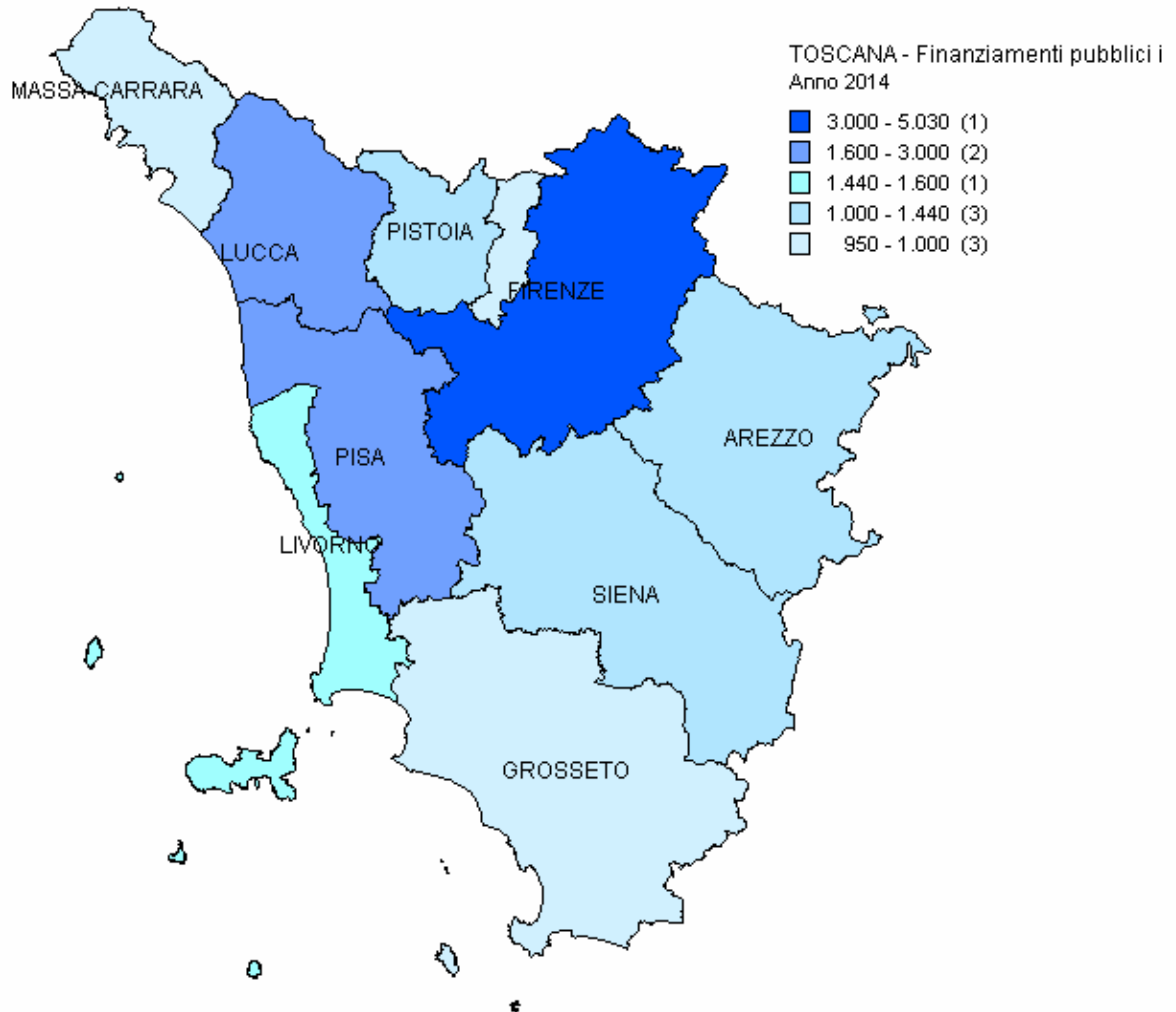 TOSCANA - Finanziamenti pubblici i
Anno 2014
3.000 - 5.030 (1)
1.600 - 3.000 (2)
1.440 - 1.600 (1)
1.000 - 1.440 (3)
950 - 1.000 (3)
MASSA-CARRARA
LUCCA
PISTOIA
FIRENZE
AREZZO
PISA
LIVORNO
SIENA
GROSSETO